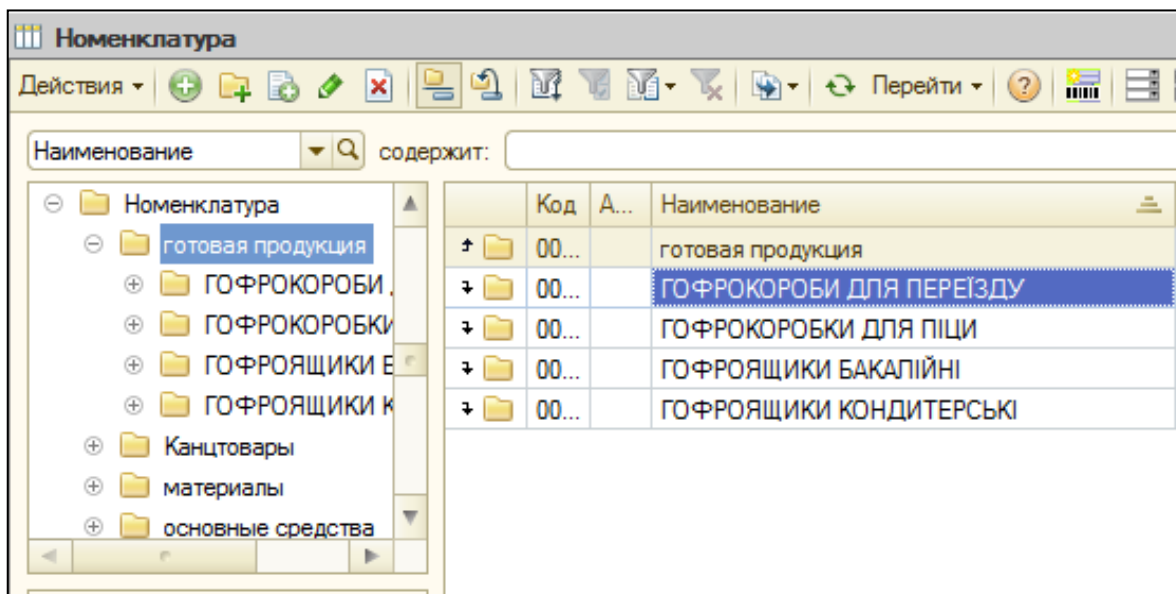 Номенклатура
Действия Перейти
Наименование содержит:
Номенклатура
готовая продукция
ГОФРОКОРОБИ
ГОФРОКОРОБКИ
ГОФРОЯЩИКИ Б
ГОФРОЯЩИКИ К
Канцтовары
материалы
основные средства
Код А... Наименование
00... готовая продукция
00... ГОФРОКОРОБИ ДЛЯ ПЕРЕЇЗДУ
00... ГОФРОКОРОБКИ ДЛЯ ПІЦИ
00... ГОФРОЯЩИКИ БАКАЛІЙНІ
00... ГОФРОЯЩИКИ КОНДИТЕРСЬКІ